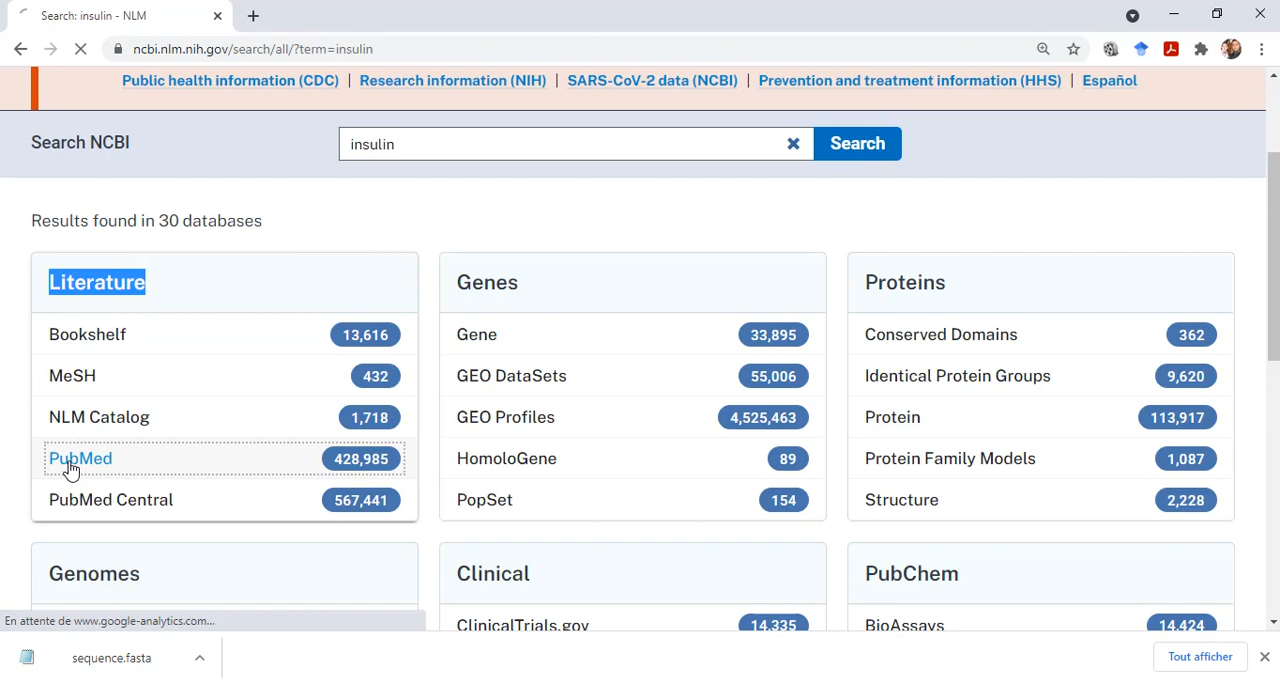 Search: insulin - NLM
ncbi.nlm.nih.gov/search/all/?term=insulin
Public health information (CDC) | Research information (NIH) | SARS-CoV-2 data (NCBI) | Prevention and treatment information (HHS) | Español
Search NCBI
insulin
Search
Results found in 30 databases
Literature
Bookshelf 13,616
MeSH 432
NLM Catalog 1,718
PubMed 428,985
PubMed Central 567,441
Genes
Gene 33,895
GEO DataSets 55,006
GEO Profiles 4,525,463
HomoloGene 89
PopSet 154
Proteins
Conserved Domains 362
Identical Protein Groups 9,620
Protein 113,917
Protein Family Models 1,087
Structure 2,228
Genomes
Clinical
ClinicalTrials.gov 14,335
PubChem
BioAssays 14,424
En attente de www.google-analytics.com...
sequence.fasta
Tout afficher